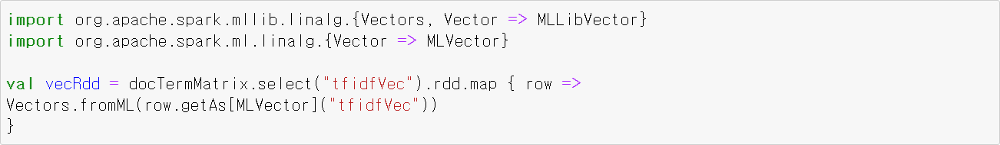 import org.apache.spark.mllib.linalg.{Vectors, Vector => MLLibVector}
import org.apache.spark.ml.linalg.{Vector => MLVector}
val vecRdd = docTermMatrix.select("tfidfVec").rdd.map { row =>
Vectors.fromML(row.getAs[MLVector]("tfidfVec"))
}